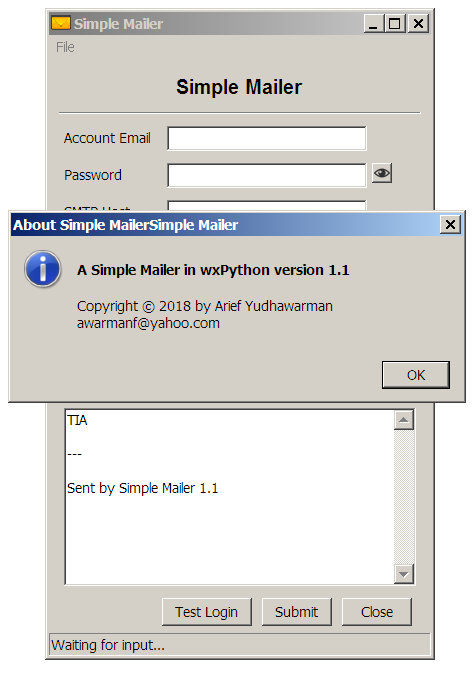 Simple Mailer
File
Simple Mailer
Account Email
Password
About Simple MailerSimple Mailer
A Simple Mailer in wxPython version 1.1
Copyright © 2018 by Arief Yudhawarman
awarmanf@yahoo.com
OK
TIA
---
Sent by Simple Mailer 1.1
Test Login
Submit
Close
Waiting for input...